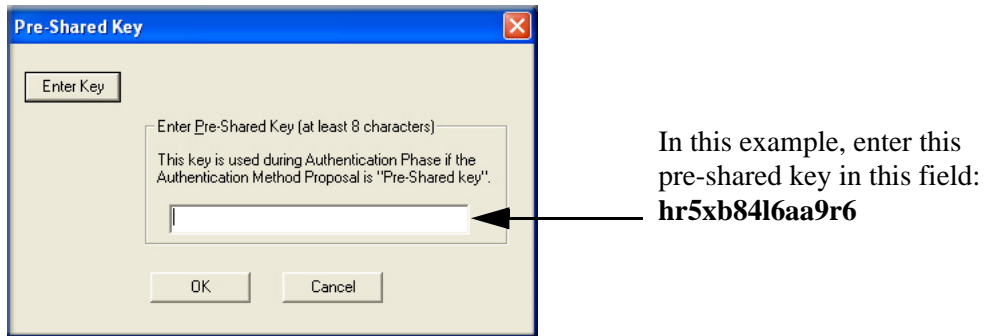 Pre-Shared Key
Enter Key
Enter Pre-Shared Key (at least 8 characters)
This key is used during Authentication Phase if the
Authentication Method Proposal is "Pre-Shared key".
OK Cancel
In this example, enter this
pre-shared key in this field:
hr5xb84l6aa9r6